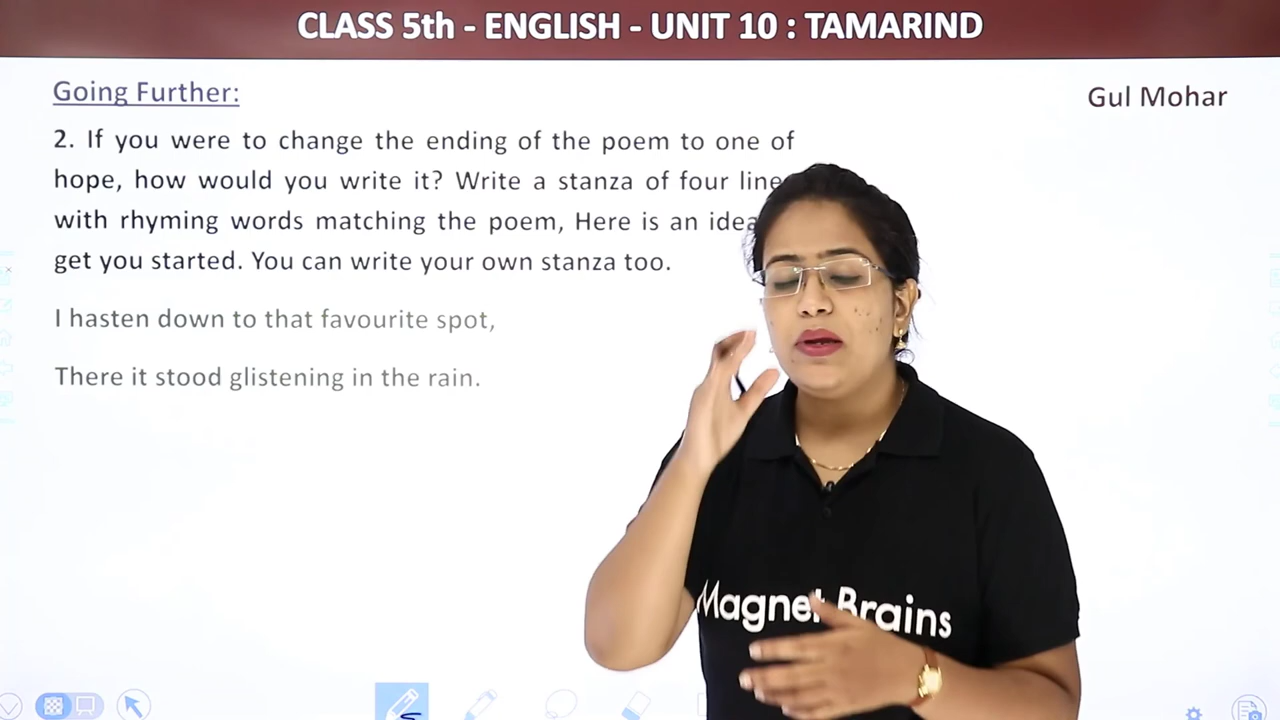 CLASS 5th - ENGLISH - UNIT 10 : TAMARIND
Going Further:
Gul Mohar
2. If you were to change the ending of the poem to one of
hope, how would you write it? Write a stanza of four line
with rhyming words matching the poem, Here is an idea
get you started. You can write your own stanza too.
I hasten down to that favourite spot,
There it stood glistening in the rain.
Magnet Brains